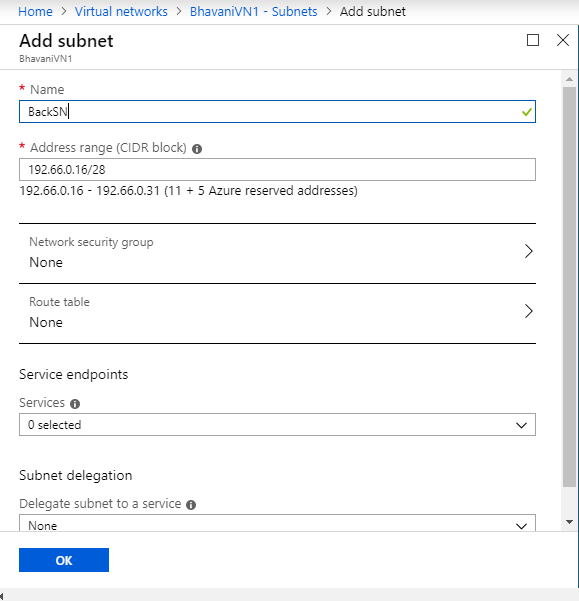 Home > Virtual networks > BhavaniVN1 - Subnets > Add subnet
Add subnet
BhavaniVN1
* Name
BackSN
* Address range (CIDR block)
192.66.0.16/28
192.66.0.16 - 192.66.0.31 (11 + 5 Azure reserved addresses)
Network security group
None
Route table
None
Service endpoints
Services
0 selected
Subnet delegation
Delegate subnet to a service
None
OK